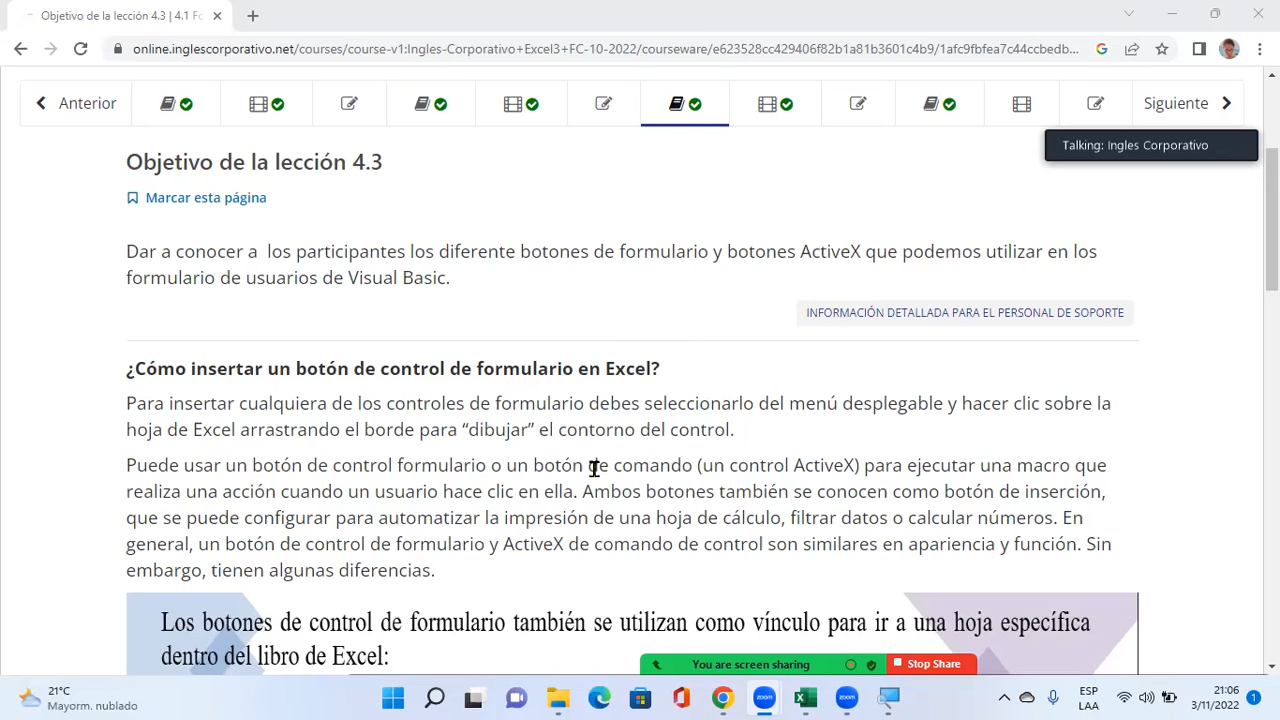 Objetivo de la lección 4.3 | 4.1 Fo
online.inglescorporativo.net/courses/course-v1:Ingles-Corporativo+Excel3+FC-10-2022/courseware/e623528cc429406f82b1a81b3601c4b9/1afc9fbfea7c44ccbedb...
Anterior
Siguiente
Talking: Ingles Corporativo
Objetivo de la lección 4.3
Marcar esta página
Dar a conocer a los participantes los diferente botones de formulario y botones ActiveX que podemos utilizar en los
formulario de usuarios de Visual Basic.
INFORMACIÓN DETALLADA PARA EL PERSONAL DE SOPORTE
¿Cómo insertar un botón de control de formulario en Excel?
Para insertar cualquiera de los controles de formulario debes seleccionarlo del menú desplegable y hacer clic sobre la
hoja de Excel arrastrando el borde para “dibujar” el contorno del control.
Puede usar un botón de control formulario o un botón de comando (un control ActiveX) para ejecutar una macro que
realiza una acción cuando un usuario hace clic en ella. Ambos botones también se conocen como botón de inserción,
que se puede configurar para automatizar la impresión de una hoja de cálculo, filtrar datos o calcular números. En
general, un botón de control de formulario y ActiveX de comando de control son similares en apariencia y función. Sin
embargo, tienen algunas diferencias.
Los botones de control de formulario también se utilizan como vínculo para ir a una hoja específica
dentro del libro de Excel:
You are screen sharing
Stop Share
21°C
Mayorm. nublado
zoom
zoom
ESP
LAA
21:06
3/11/2022
1